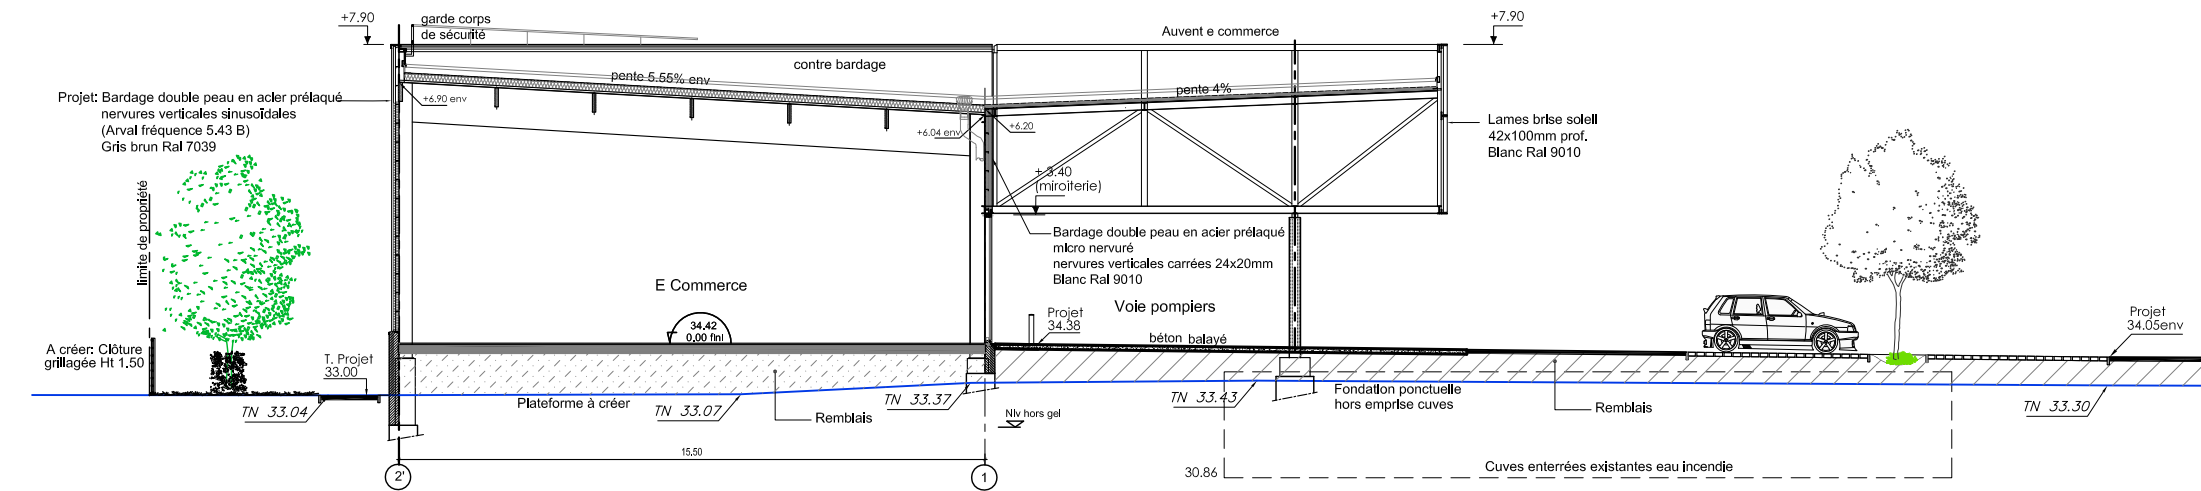 +7.90
garde corps
de sécurité
Auvent e commerce
+7.90
contre bardage
pente 5.55% env
pente 4%
Projet: Bardage double peau en acier prélaqué
nervures verticales sinusoïdales
(Arval fréquence 5.43 B)
Gris brun Ral 7039
+6.90 env
+6.04 env
+6.20
Lames brise soleil
42x100mm prof.
Blanc Ral 9010
+ 3.40
(miroiterie)
limite de propriété
Bardage double peau en acier prélaqué
micro nervuré
nervures verticales carrées 24x20mm
Blanc Ral 9010
E Commerce
Voie pompiers
34.42
0,00 fini
Projet
34.38
béton balayé
Projet
34.05env
A créer: Clôture
grillagée Ht 1.50
T. Projet
33.00
TN 33.04
Plateforme à créer
TN 33.07
Remblais
TN 33.37
Niv hors gel
TN 33.43
Fondation ponctuelle
hors emprise cuves
Remblais
TN 33.30
15.50
30.86
Cuves enterrées existantes eau incendie
2'
1